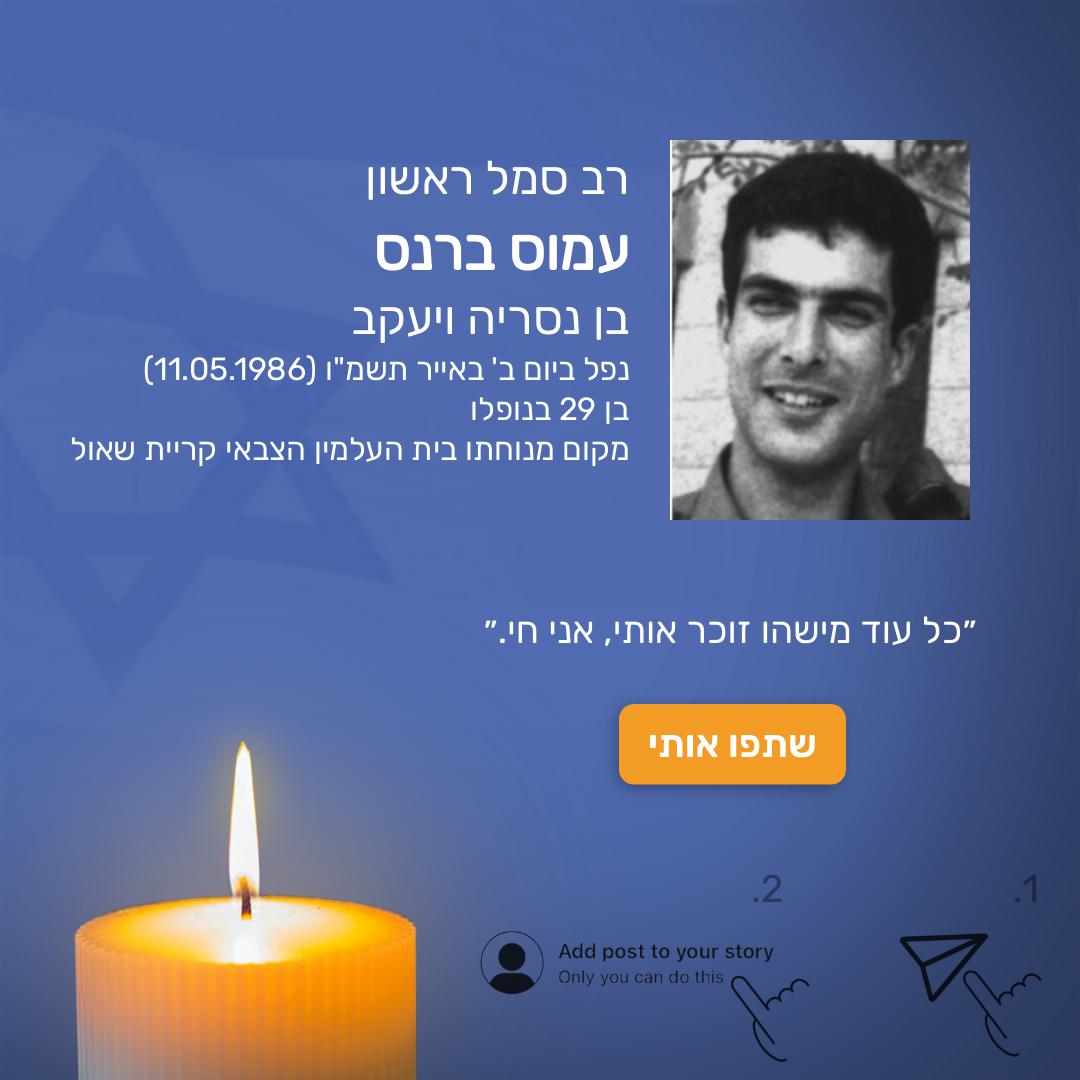 רב סמל ראשון
עמוס ברנס
בן נסריה ויעקב
נפל ביום ב' באייר תשמ"ו (11.05.1986)
בן 29 בנופלו
מקום מנוחתו בית העלמין הצבאי קריית שאול
״כל עוד מישהו זוכר אותי, אני חי.״
שתפו אותי
1.
2.
Add post to your story
Only you can do this